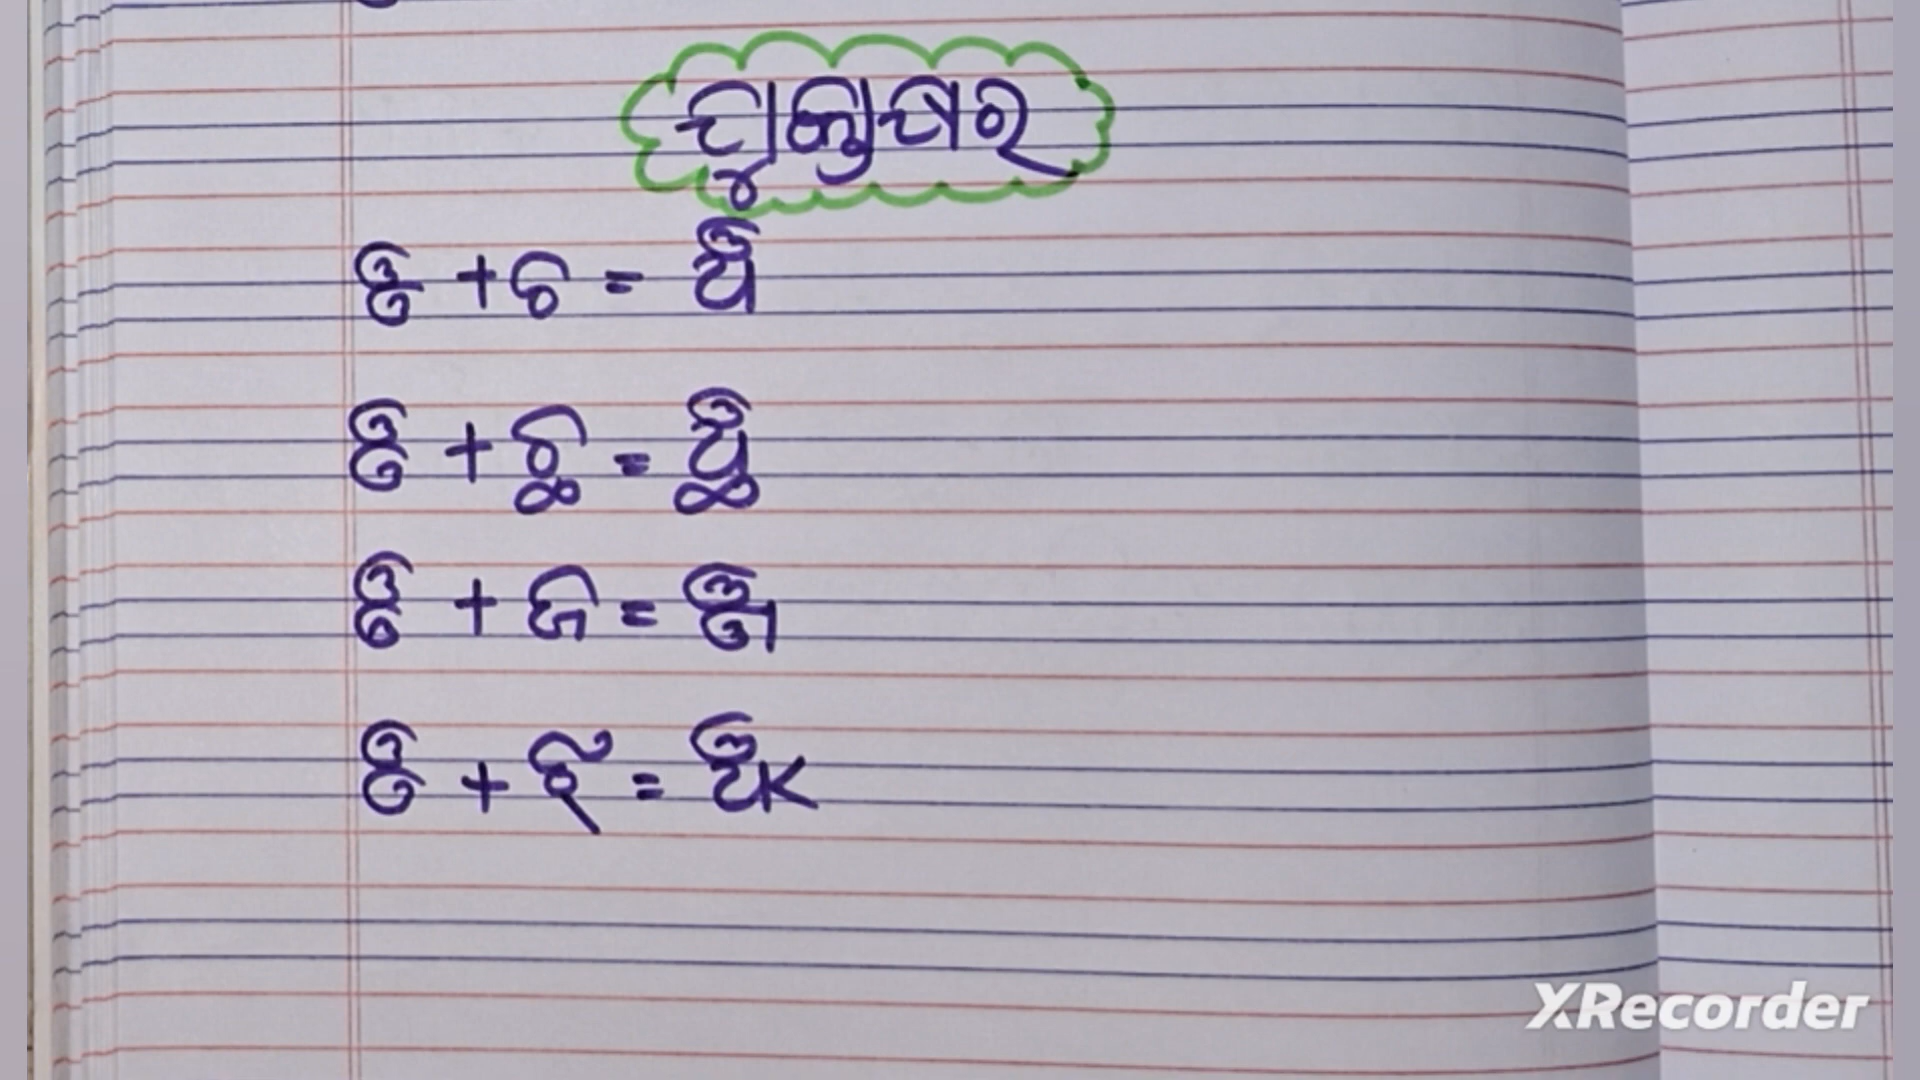 ଯୁକ୍ତାକ୍ଷର
ଞ + ଚ = ଞ୍ଚ
ଞ + ଛ = ଞ୍ଛ
ଞ + ଜ = ଞ୍ଜ
ଞ + ଝ = ଞ୍ଝ
XRecorder